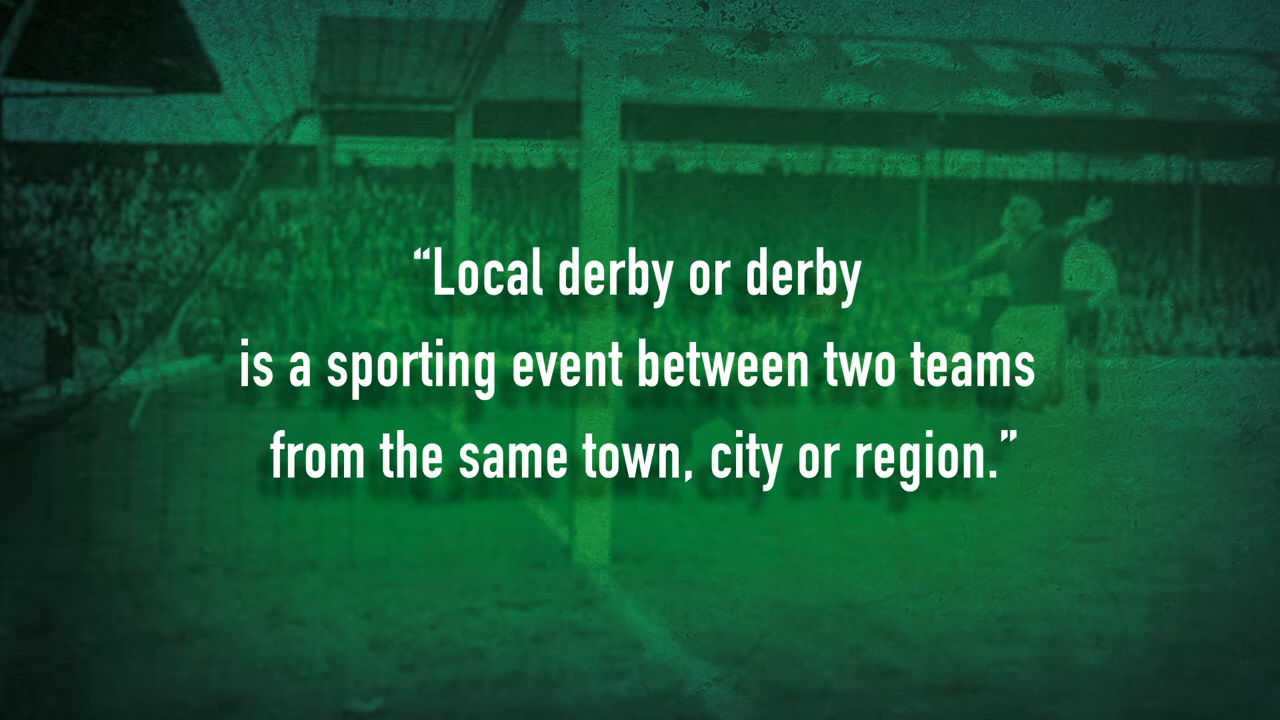 “Local derby or derby
is a sporting event between two teams
from the same town, city or region.”